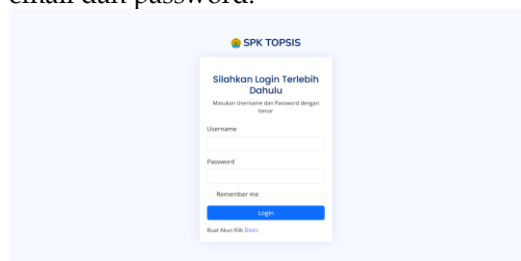 email dan password.
SPK TOPSIS
Silahkan Login Terlebih
Dahulu
Masukan Username dan Password dengan
benar
Username
Password
Remember me
Login
Buat Akun Klik Disini